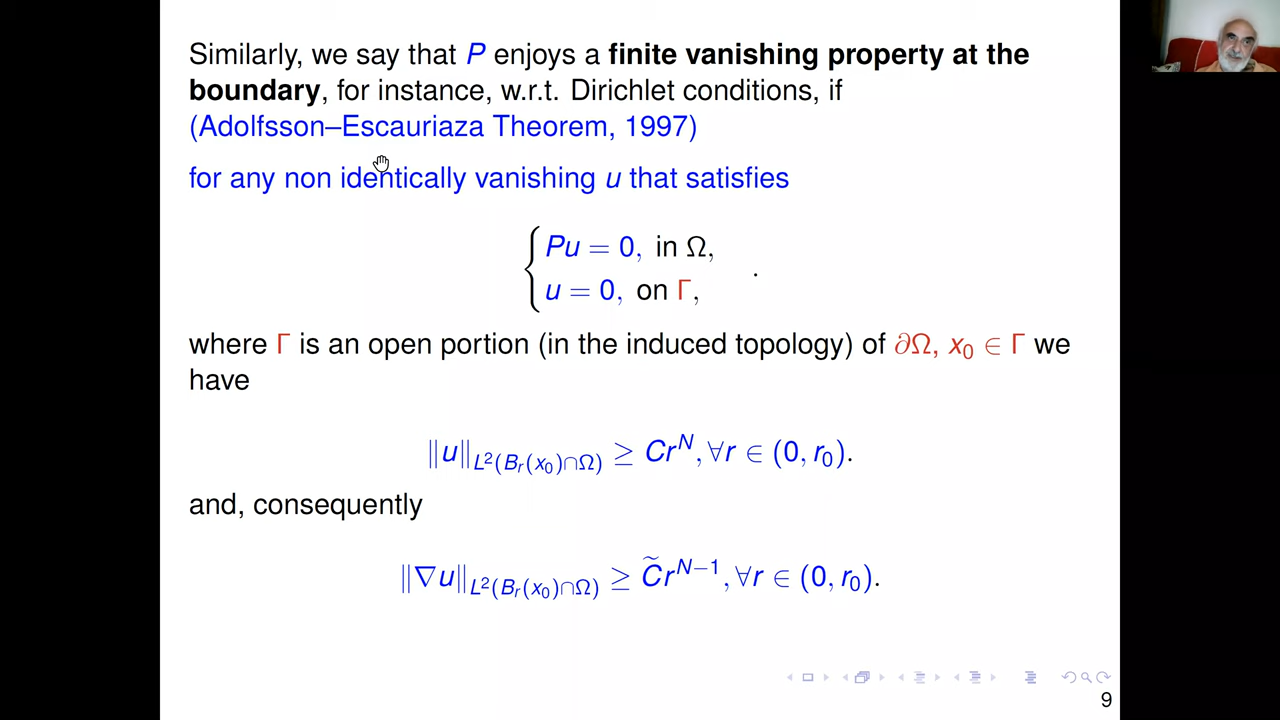 Similarly, we say that P enjoys a finite vanishing property at the
boundary, for instance, w.r.t. Dirichlet conditions, if
(Adolfsson–Escauriaza Theorem, 1997)
for any non identically vanishing u that satisfies
Pu = 0, in Ω,
u = 0, on Γ,
.
where Γ is an open portion (in the induced topology) of ∂Ω, x₀ ∈ Γ we
have
‖u‖_{L²(B_r(x₀)∩Ω)} ≥ Cr^N, ∀r ∈ (0, r₀).
and, consequently
‖∇u‖_{L²(B_r(x₀)∩Ω)} ≥ C̃r^{N−1}, ∀r ∈ (0, r₀).
9